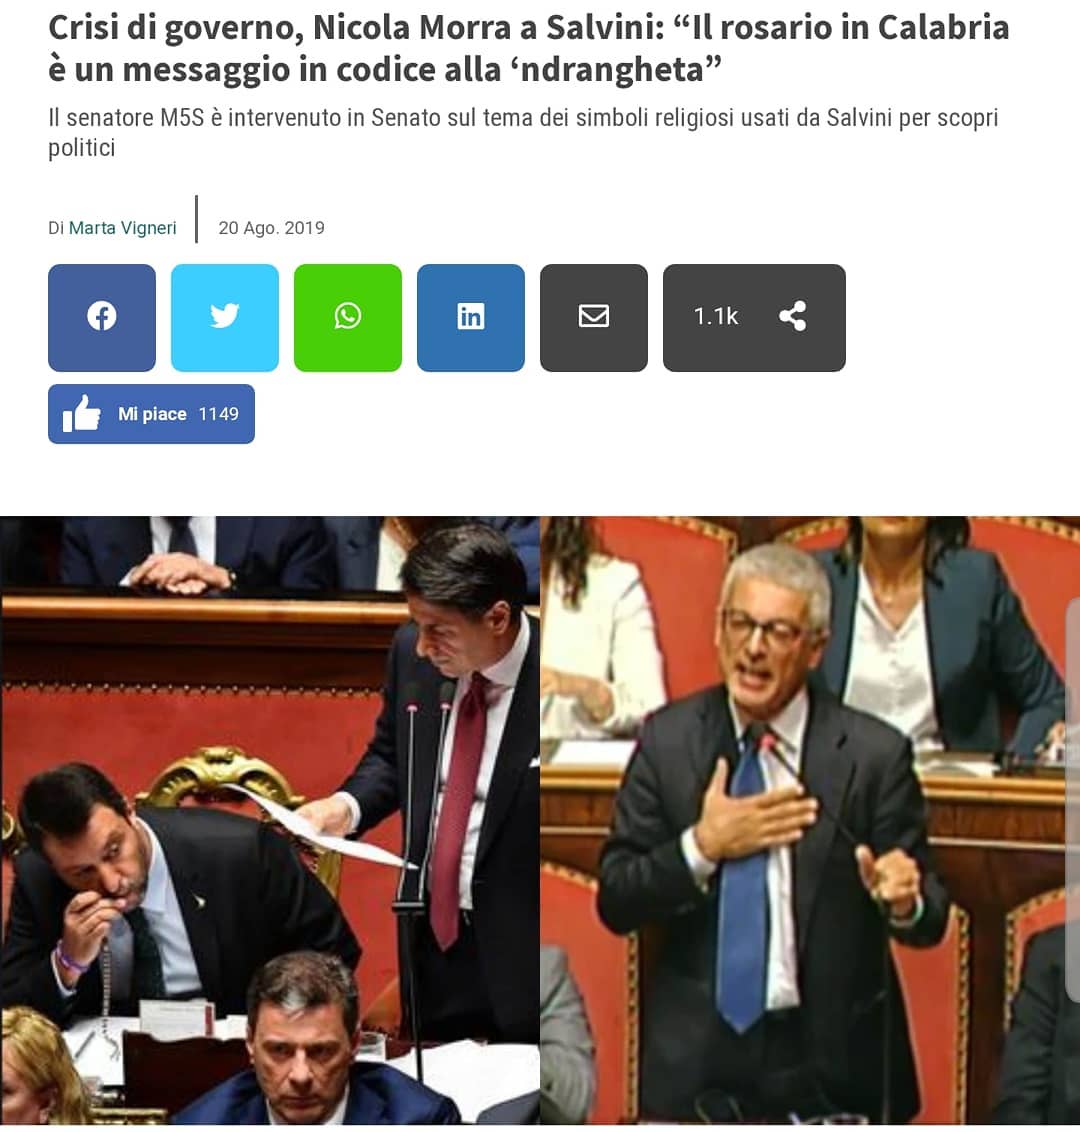 Crisi di governo, Nicola Morra a Salvini: “Il rosario in Calabria
è un messaggio in codice alla ‘ndrangheta”
Il senatore M5S è intervenuto in Senato sul tema dei simboli religiosi usati da Salvini per scopri
politici
Di Marta Vigneri
20 Ago. 2019
1.1k
Mi piace 1149